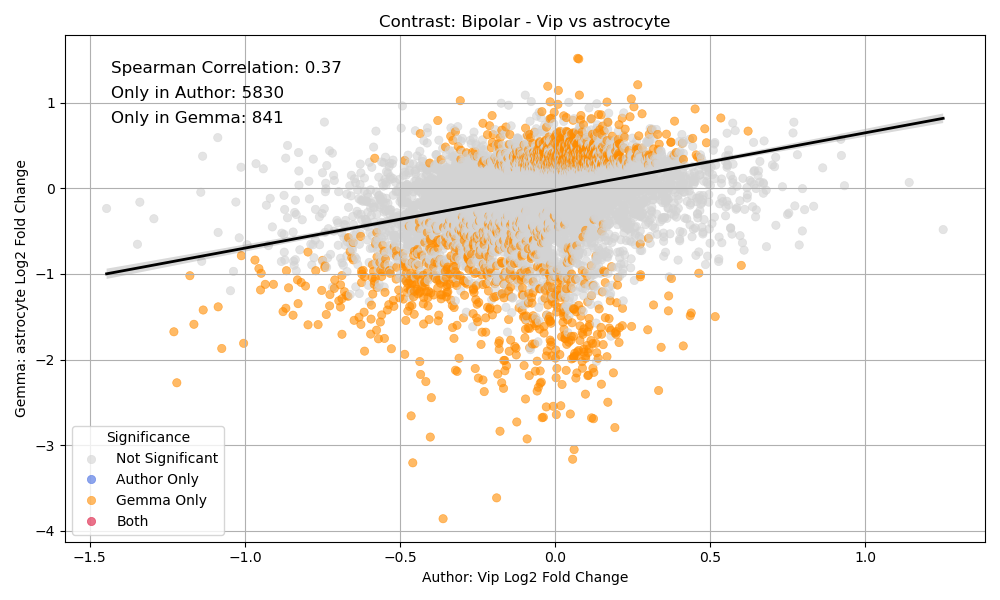 Contrast: Bipolar - Vip vs astrocyte
Spearman Correlation: 0.37
Only in Author: 5830
Only in Gemma: 841
Gemma: astrocyte Log2 Fold Change
1
0
−1
−2
−3
−4
Significance
Not Significant
Author Only
Gemma Only
Both
−1.5 −1.0 −0.5 0.0 0.5 1.0
Author: Vip Log2 Fold Change